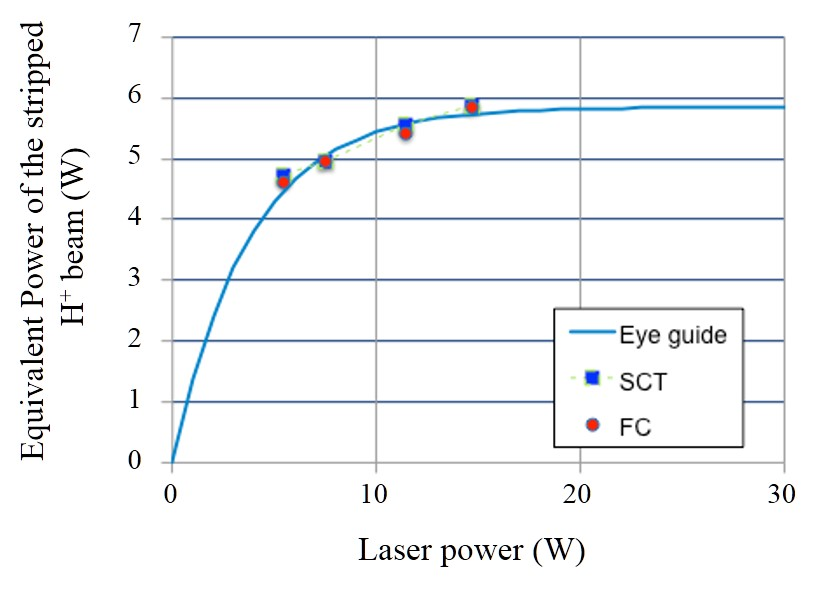 Equivalent Power of the stripped
H⁺ beam (W)
7
6
5
4
3
2
1
0
0
10
20
30
Laser power (W)
Eye guide
SCT
FC